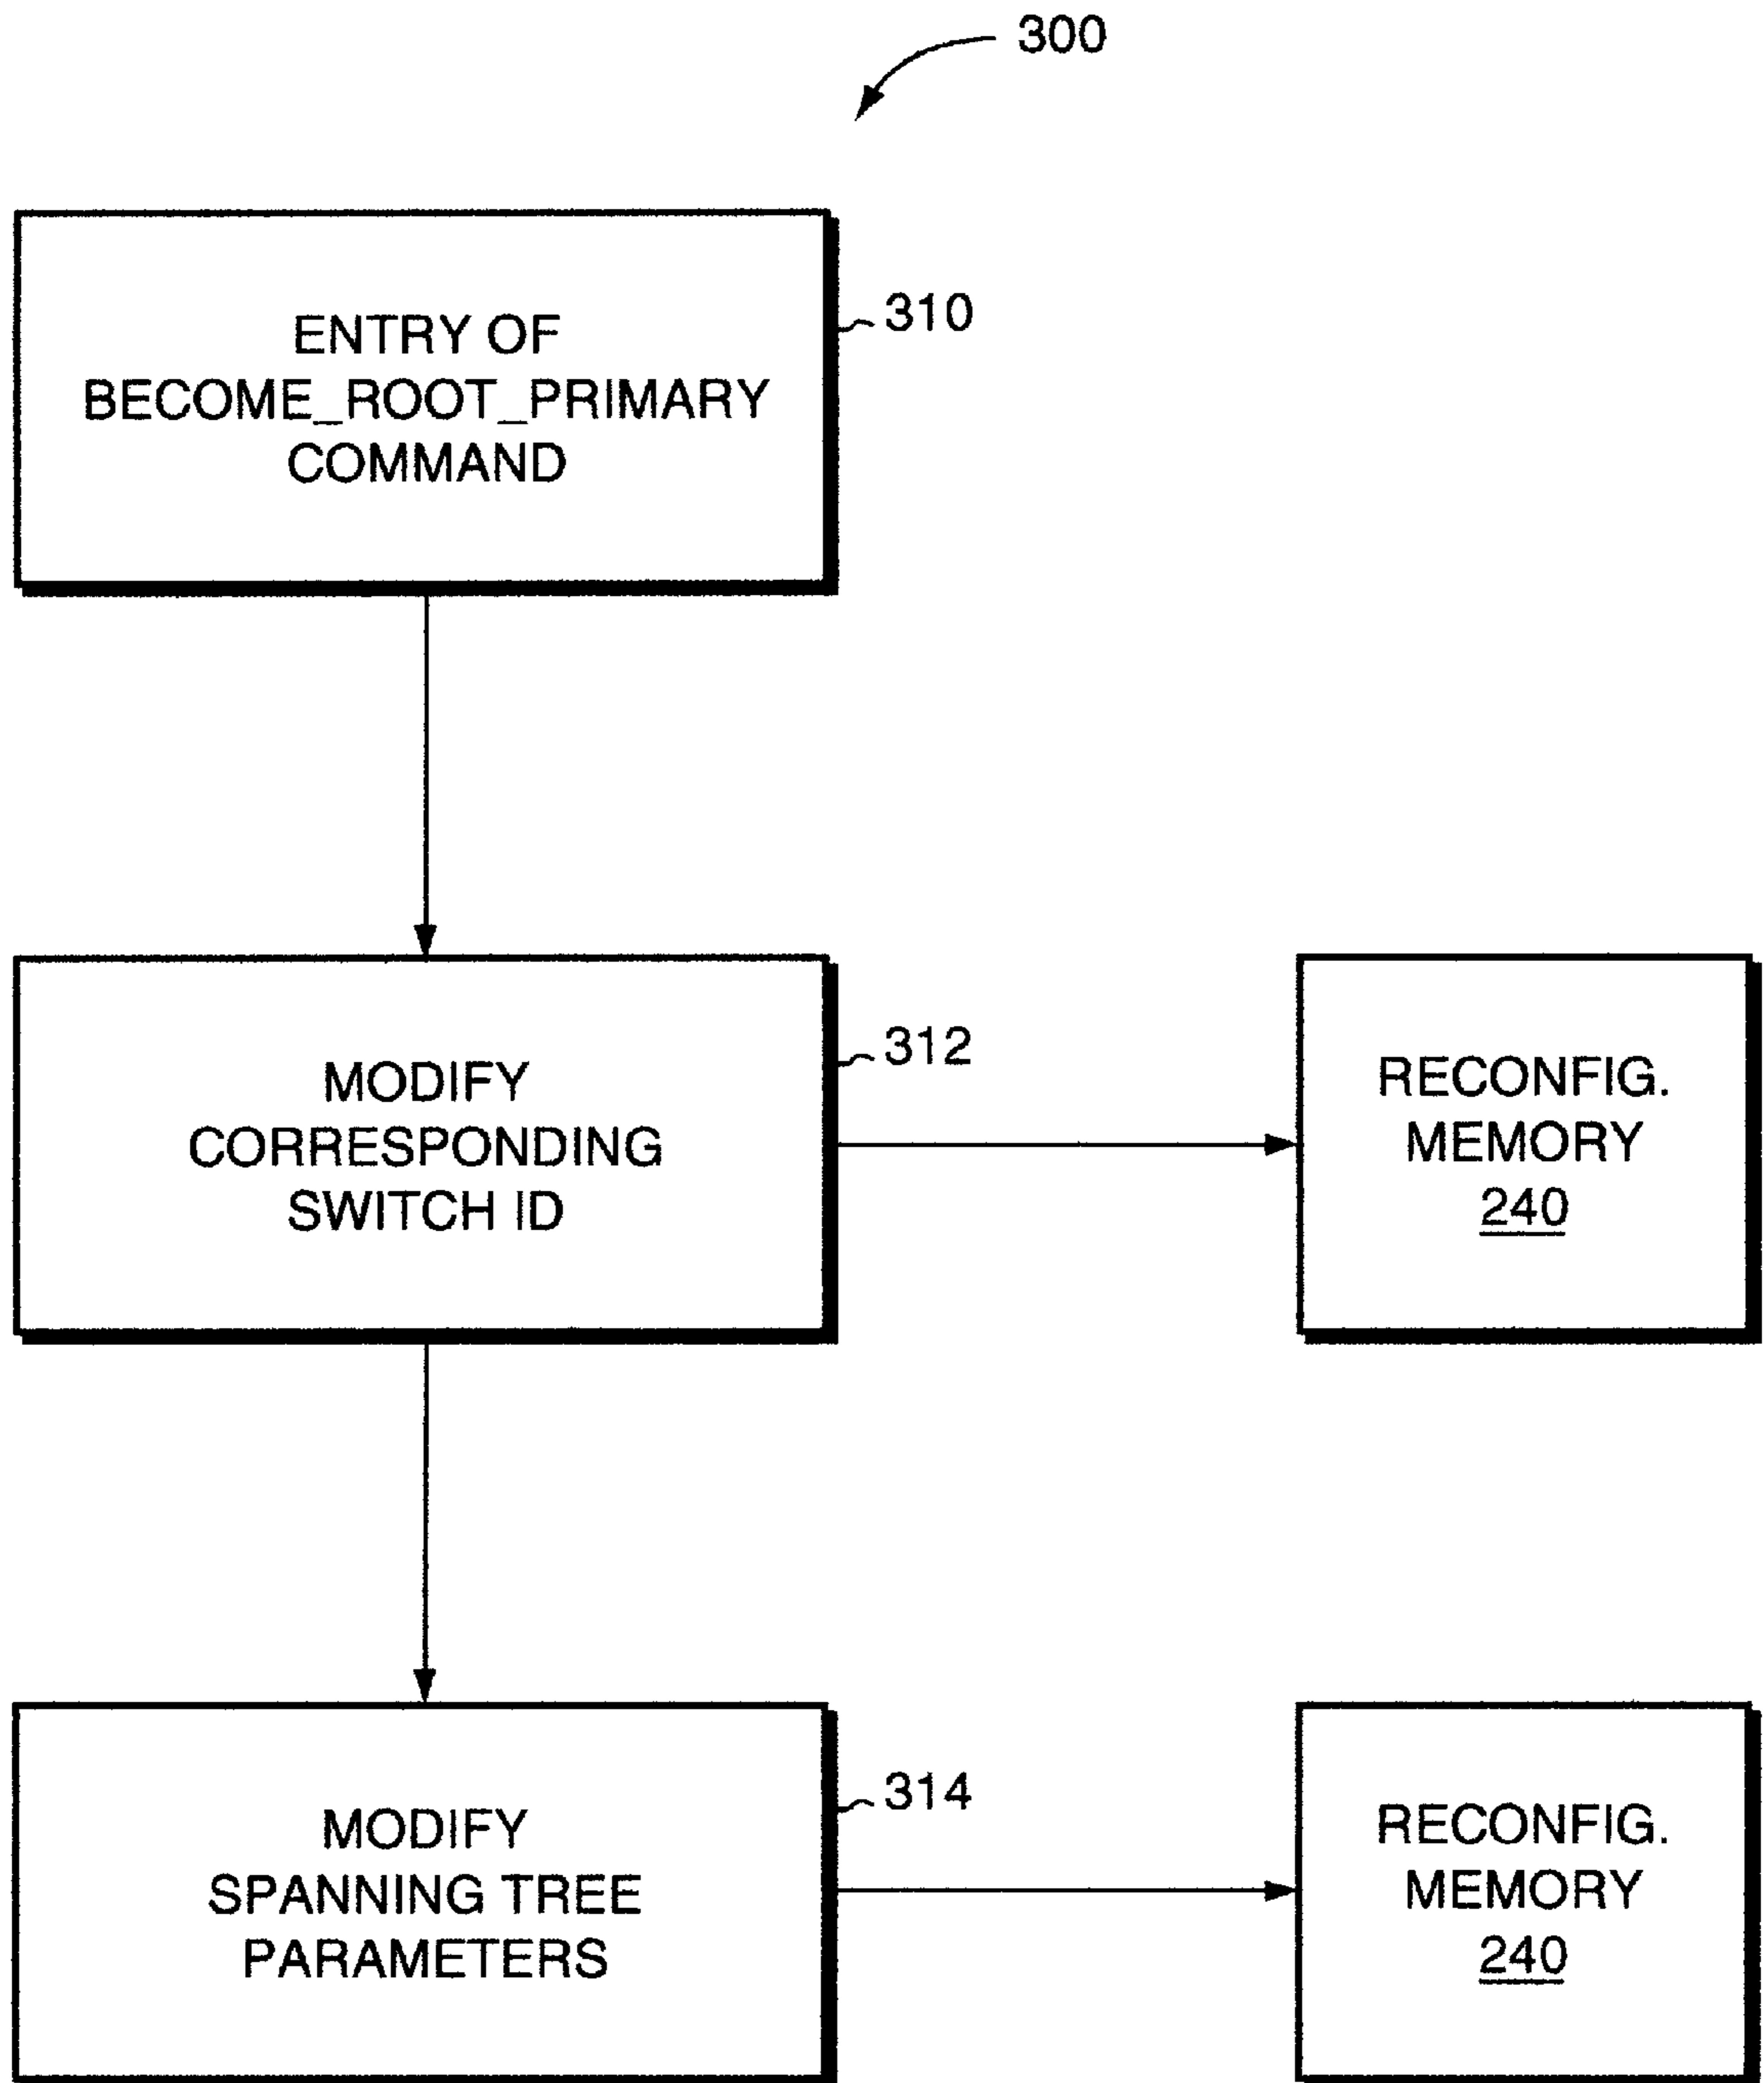 300
ENTRY OF
BECOME_ROOT_PRIMARY
COMMAND
310
MODIFY
CORRESPONDING
SWITCH ID
312
RECONFIG.
MEMORY
240
MODIFY
SPANNING TREE
PARAMETERS
314
RECONFIG.
MEMORY
240